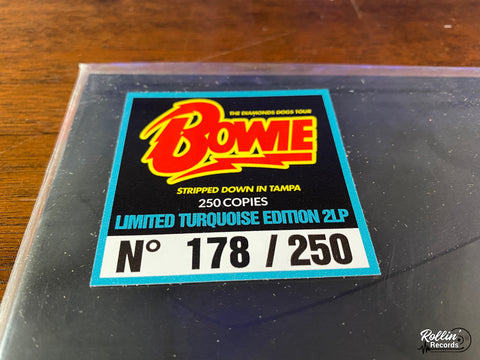 THE DIAMONDS DOGS TOUR
BOWIE
STRIPPED DOWN IN TAMPA
250 COPIES
LIMITED TURQUOISE EDITION 2LP
N° 178 / 250
Rollin'
Records